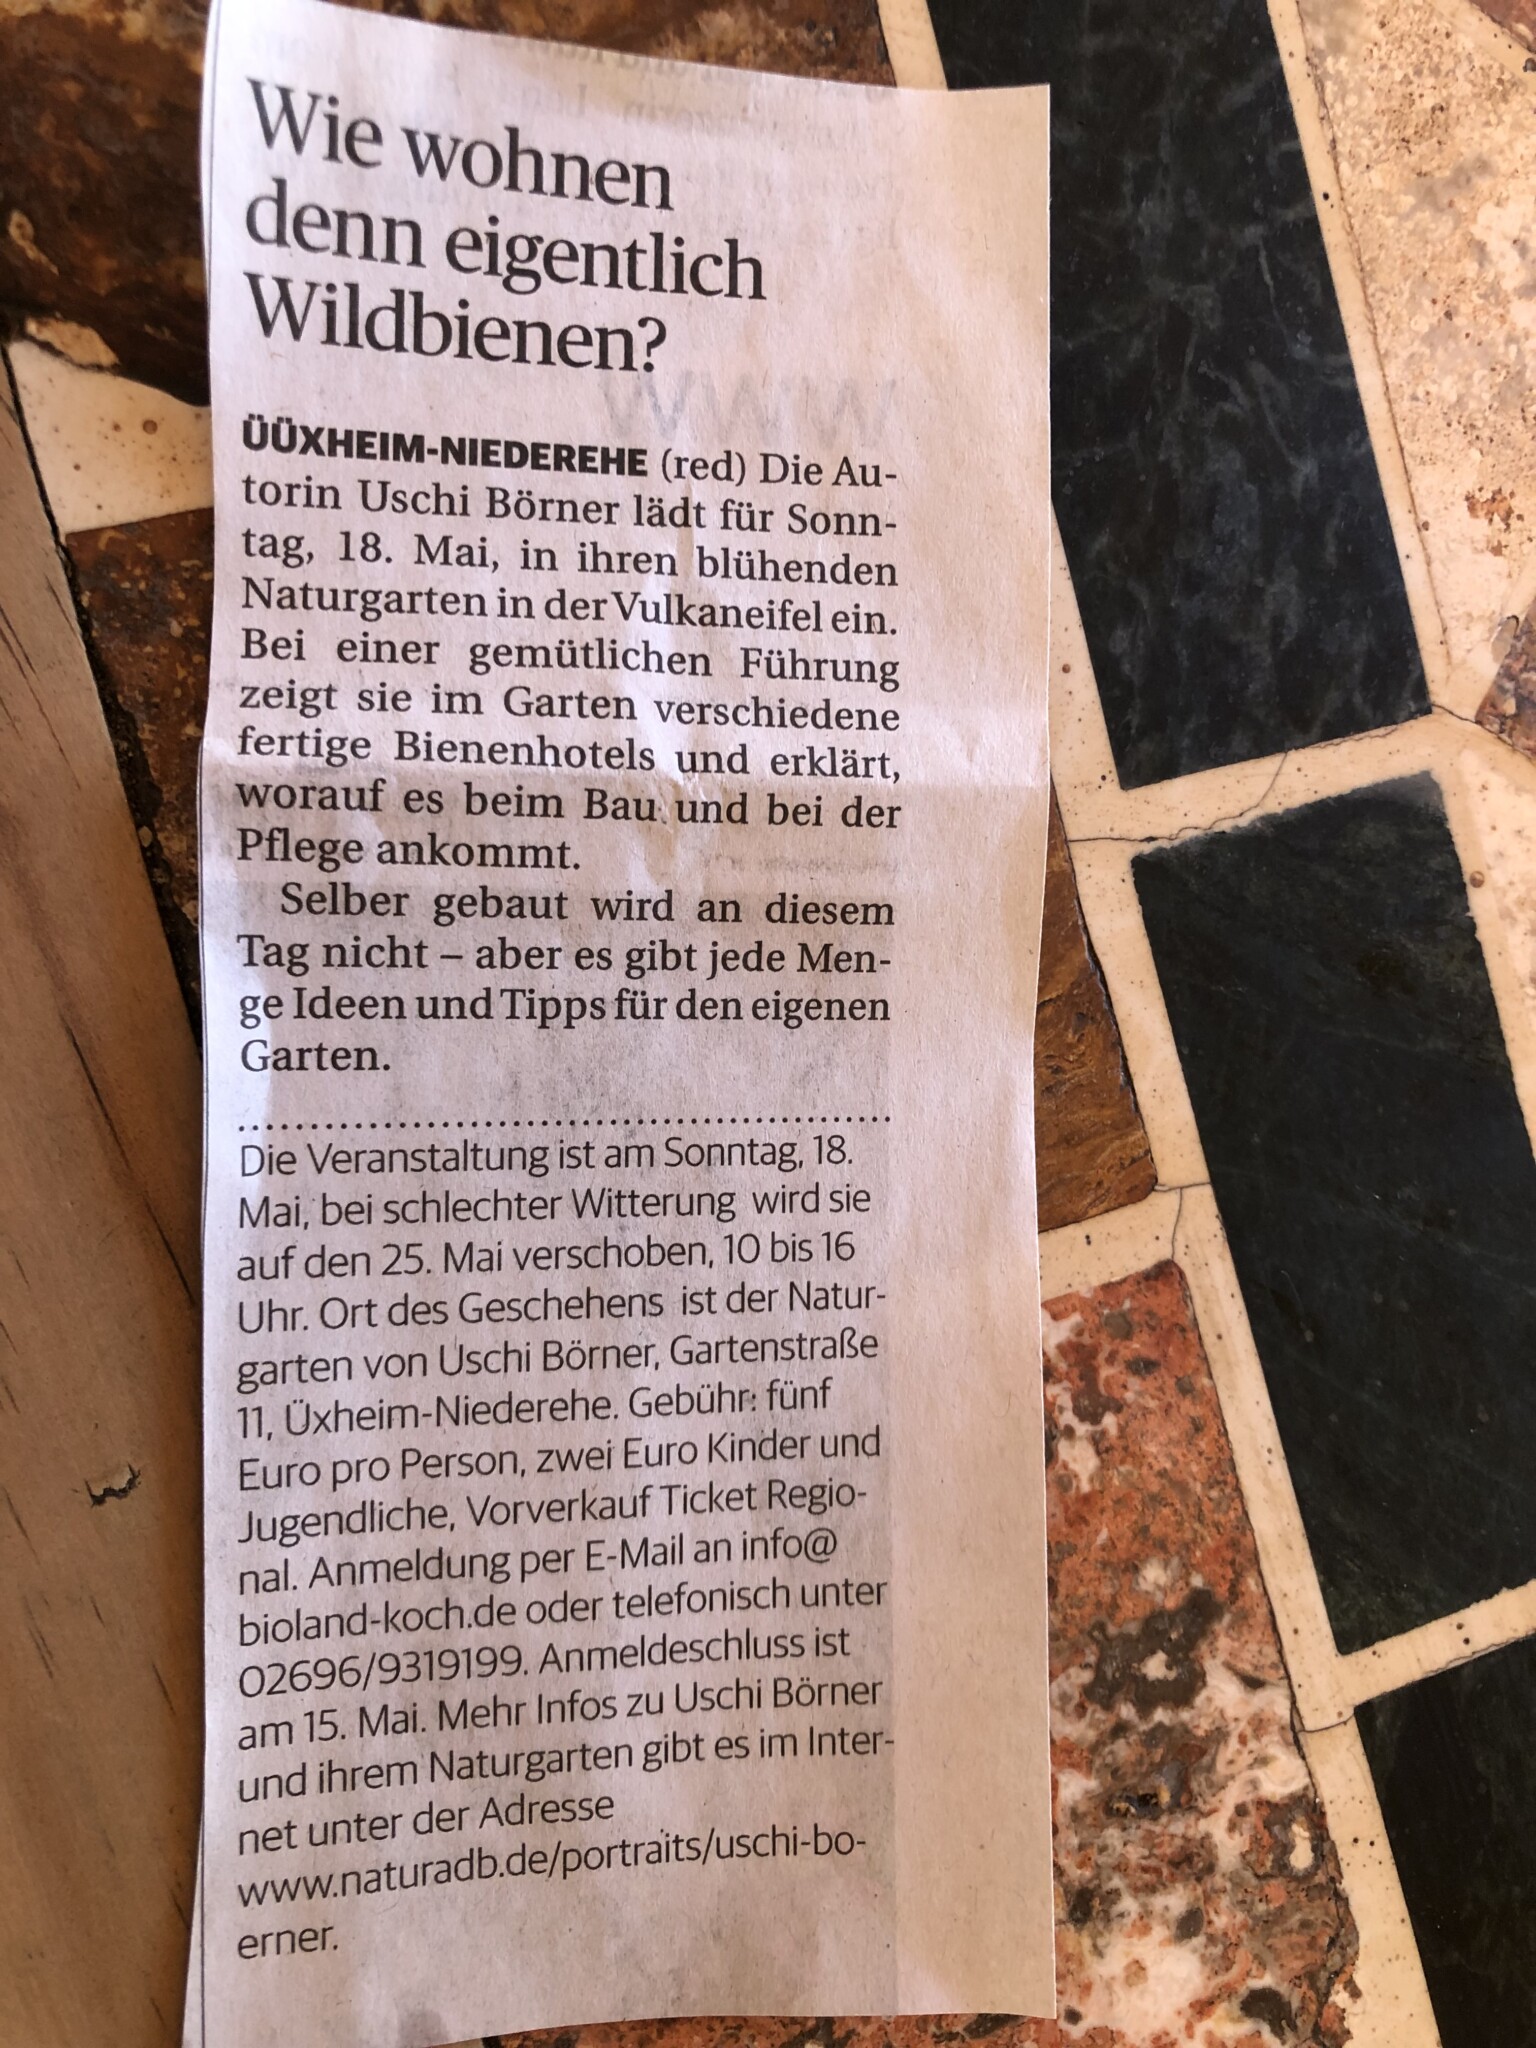 Wie wohnen
denn eigentlich
Wildbienen?
ÜÜXHEIM-NIEDEREHE (red) Die Au-
torin Uschi Börner lädt für Sonn-
tag, 18. Mai, in ihren blühenden
Naturgarten in der Vulkaneifel ein.
Bei einer gemütlichen Führung
zeigt sie im Garten verschiedene
fertige Bienenhotels und erklärt,
worauf es beim Bau und bei der
Pflege ankommt.
Selber gebaut wird an diesem
Tag nicht – aber es gibt jede Men-
ge Ideen und Tipps für den eigenen
Garten.
Die Veranstaltung ist am Sonntag, 18.
Mai, bei schlechter Witterung wird sie
auf den 25. Mai verschoben, 10 bis 16
Uhr. Ort des Geschehens ist der Natur-
garten von Uschi Börner, Gartenstraße
11, Üxheim-Niederehe. Gebühr: fünf
Euro pro Person, zwei Euro Kinder und
Jugendliche, Vorverkauf Ticket Regio-
nal. Anmeldung per E-Mail an info@
bioland-koch.de oder telefonisch unter
02696/9319199. Anmeldeschluss ist
am 15. Mai. Mehr Infos zu Uschi Börner
und ihrem Naturgarten gibt es im Inter-
net unter der Adresse
www.naturadb.de/portraits/uschi-bo-
erner.